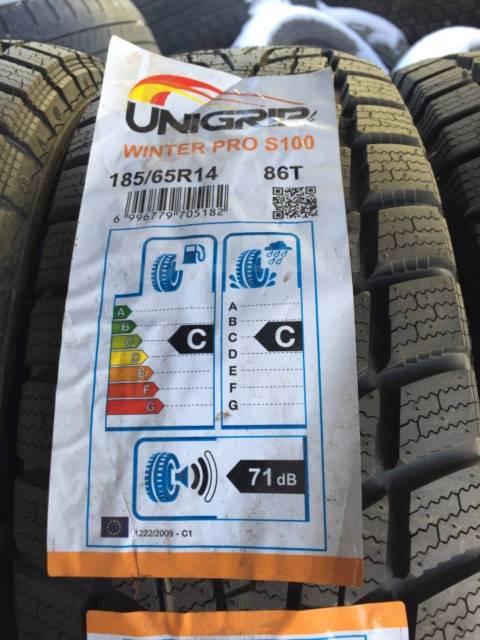 UNIGRIP
WINTER PRO S100
185/65R14 86T
6 996779 705182
A
B
C
D
E
F
G
C
A
B
C
D
E
F
G
C
71 dB
1222/2009 - C1